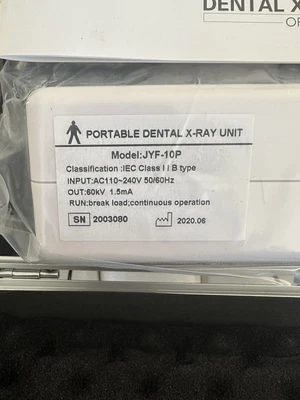 DENTAL X
OP
PORTABLE DENTAL X-RAY UNIT
Model:JYF-10P
Classification :IEC Class I I B type
INPUT:AC110~240V 50/60Hz
OUT:60kV 1.5mA
RUN:break load;continuous operation
SN 2003080
2020.06